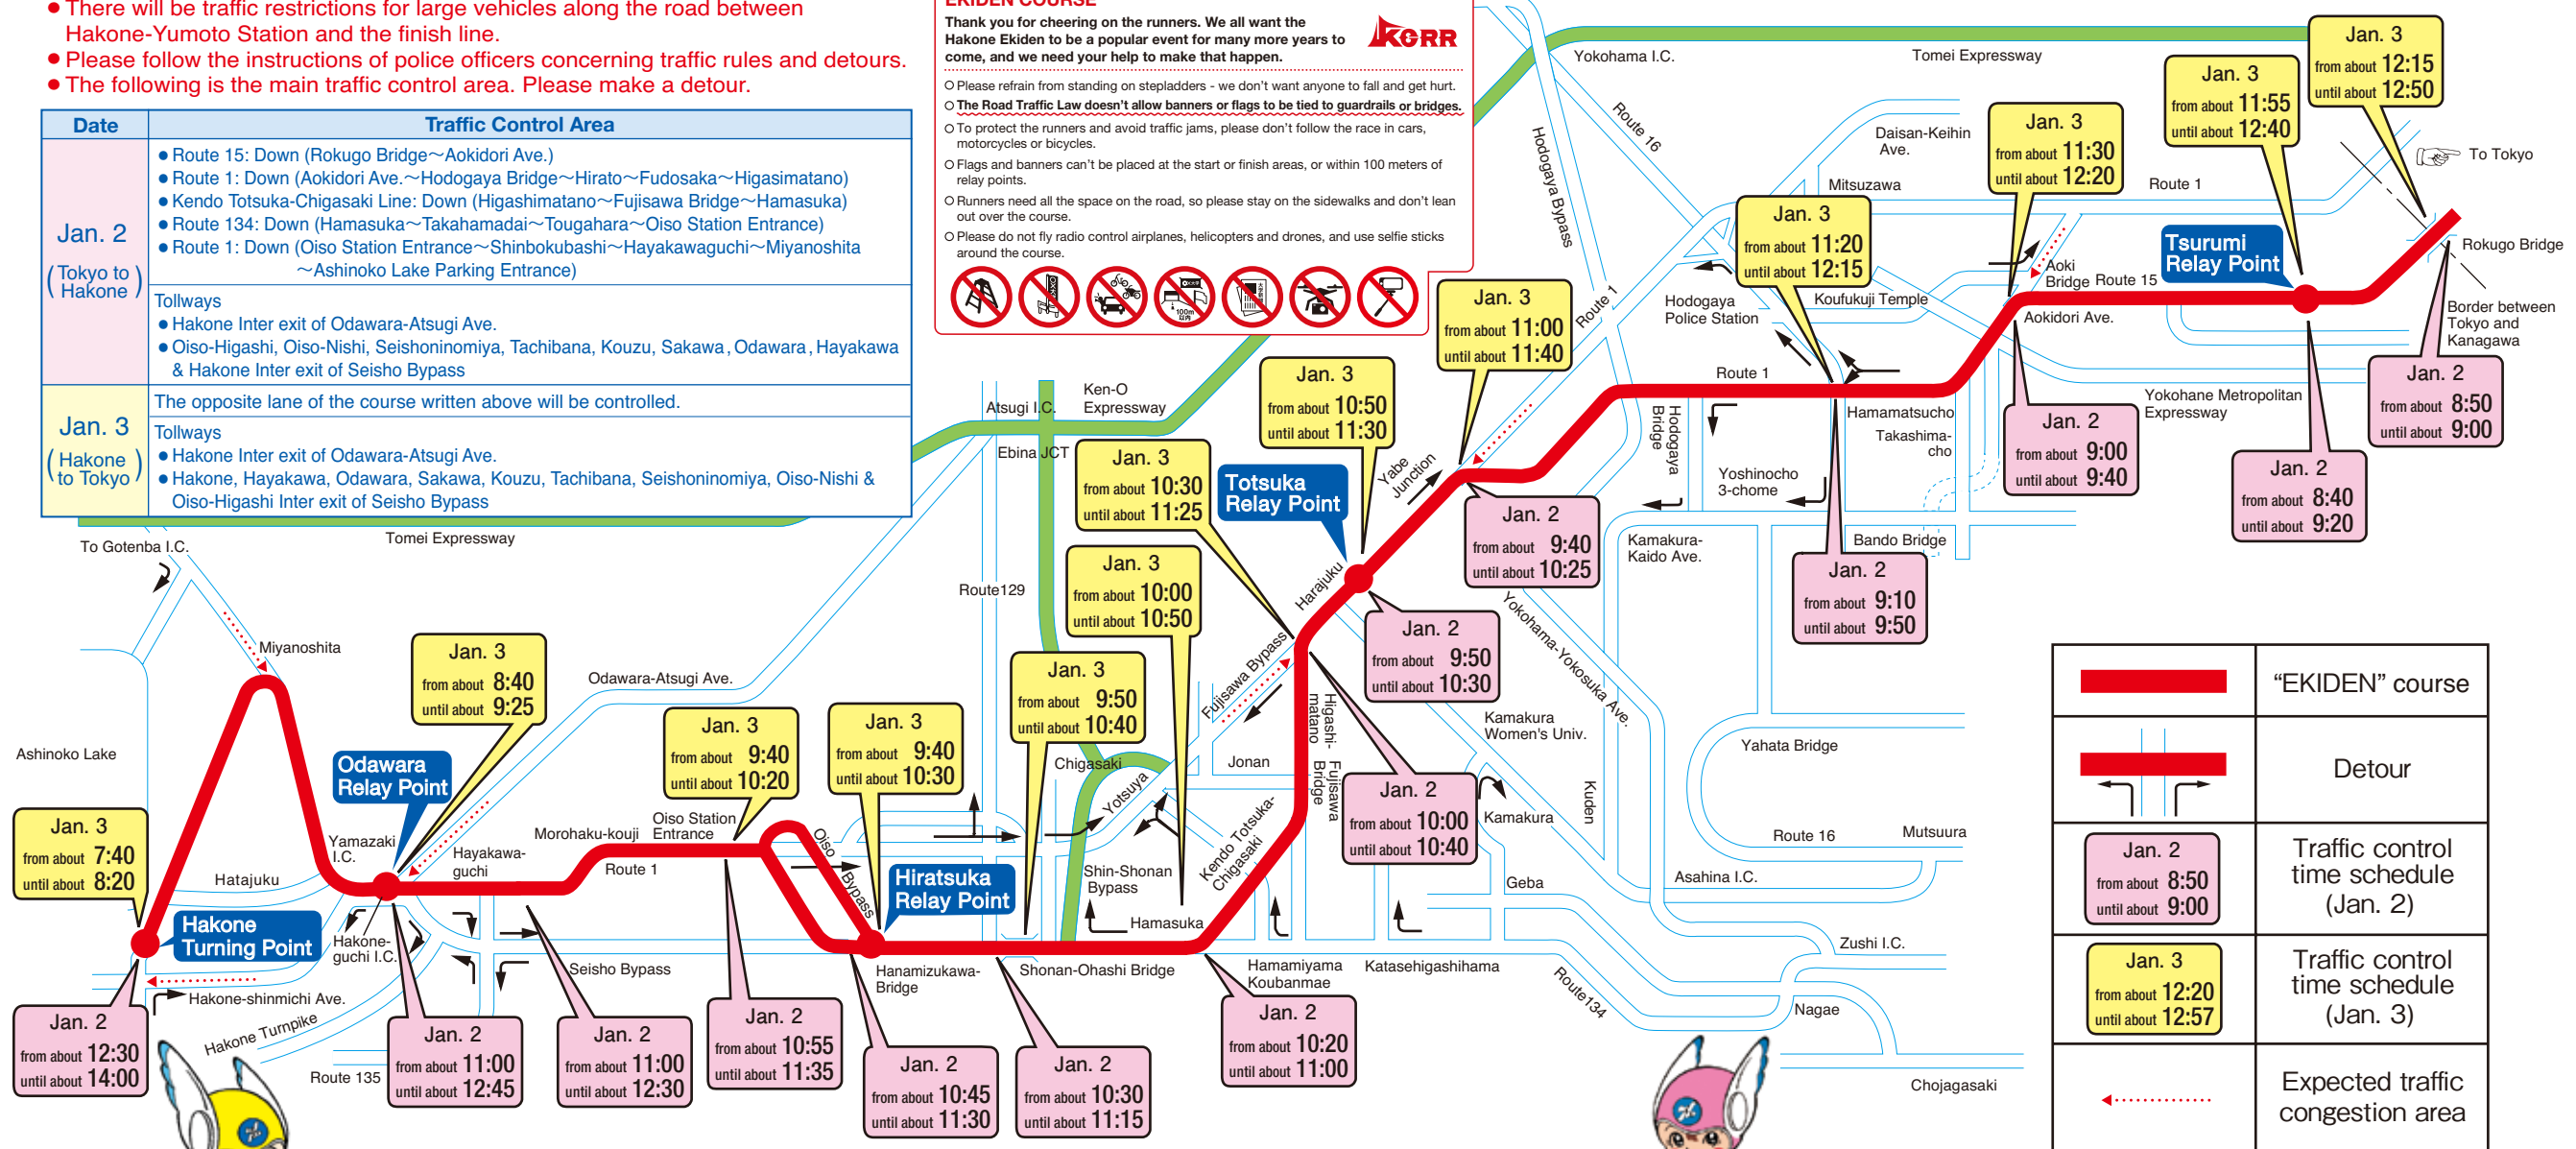 ● There will be traffic restrictions for large vehicles along the road between
Hakone-Yumoto Station and the finish line.
● Please follow the instructions of police officers concerning traffic rules and detours.
● The following is the main traffic control area. Please make a detour.
Date
Traffic Control Area
Jan. 2
(Tokyo to
Hakone)
● Route 15: Down (Rokugo Bridge～Aokidori Ave.)
● Route 1: Down (Aokidori Ave.～Hodogaya Bridge～Hirato～Fudosaka～Higasimatano)
● Kendo Totsuka-Chigasaki Line: Down (Higashimatano～Fujisawa Bridge～Hamasuka)
● Route 134: Down (Hamasuka～Takahamadai～Tougahara～Oiso Station Entrance)
● Route 1: Down (Oiso Station Entrance～Shinbokubashi～Hayakawaguchi～Miyanoshita
～Ashinoko Lake Parking Entrance)
Tollways
● Hakone Inter exit of Odawara-Atsugi Ave.
● Oiso-Higashi, Oiso-Nishi, Seishoninomiya, Tachibana, Kouzu, Sakawa, Odawara, Hayakawa
& Hakone Inter exit of Seisho Bypass
Jan. 3
(Hakone
to Tokyo)
The opposite lane of the course written above will be controlled.
Tollways
● Hakone Inter exit of Odawara-Atsugi Ave.
● Hakone, Hayakawa, Odawara, Sakawa, Kouzu, Tachibana, Seishoninomiya, Oiso-Nishi &
Oiso-Higashi Inter exit of Seisho Bypass
EKIDEN COURSE
Thank you for cheering on the runners. We all want the
Hakone Ekiden to be a popular event for many more years to
come, and we need your help to make that happen.
KGRR
○ Please refrain from standing on stepladders - we don't want anyone to fall and get hurt.
○ The Road Traffic Law doesn't allow banners or flags to be tied to guardrails or bridges.
○ To protect the runners and avoid traffic jams, please don't follow the race in cars,
motorcycles or bicycles.
○ Flags and banners can't be placed at the start or finish areas, or within 100 meters of
relay points.
○ Runners need all the space on the road, so please stay on the sidewalks and don't lean
out over the course.
○ Please do not fly radio control airplanes, helicopters and drones, and use selfie sticks
around the course.
100m
以内
Yokohama I.C.
Tomei Expressway
Jan. 3
from about 12:15
until about 12:50
Jan. 3
from about 11:55
until about 12:40
Jan. 3
from about 11:30
until about 12:20
Jan. 3
from about 11:20
until about 12:15
Jan. 3
from about 11:00
until about 11:40
Jan. 3
from about 10:50
until about 11:30
Jan. 3
from about 10:30
until about 11:25
Jan. 3
from about 10:00
until about 10:50
Jan. 3
from about 9:50
until about 10:40
Jan. 3
from about 9:40
until about 10:30
Jan. 3
from about 9:40
until about 10:20
Jan. 3
from about 8:40
until about 9:25
Jan. 3
from about 7:40
until about 8:20
Route 16
Hodogaya Bypass
Daisan-Keihin
Ave.
Mitsuzawa
Route 1
To Tokyo
Rokugo Bridge
Tsurumi
Relay Point
Border between
Tokyo and
Kanagawa
Aoki
Bridge
Route 15
Aokidori Ave.
Koufukuji Temple
Hodogaya
Police Station
Route 1
Route 1
Hamamatsucho
Takashima-
cho
Yokohane Metropolitan
Expressway
Hodogaya
Bridge
Yoshinocho
3-chome
Bando Bridge
Kamakura-
Kaido Ave.
Yabe
Junction
Totsuka
Relay Point
Harajuku
Ken-O
Expressway
Atsugi I.C.
Ebina JCT
Route129
Tomei Expressway
To Gotenba I.C.
Miyanoshita
Ashinoko Lake
Odawara-Atsugi Ave.
Odawara
Relay Point
Yamazaki
I.C.
Hatajuku
Hakone
Turning Point
Hakone-
guchi I.C.
Hakone-shinmichi Ave.
Hakone Turnpike
Route 135
Hayakawa-
guchi
Morohaku-kouji
Route 1
Seisho Bypass
Oiso Station
Entrance
Oiso Bypass
Hiratsuka
Relay Point
Hanamizukawa-
Bridge
Shonan-Ohashi Bridge
Chigasaki
Yotsuya
Shin-Shonan
Bypass
Hamasuka
Kendo Totsuka-
Chigasaki
Jonan
Fujisawa Bypass
Higashi-
matano
Fujisawa
Bridge
Hamamiyama
Koubanmae
Katasehigashihama
Route134
Geba
Kamakura
Kamakura
Women's Univ.
Yokohama-Yokosuka Ave.
Kuden
Yahata Bridge
Route 16
Mutsuura
Asahina I.C.
Zushi I.C.
Nagae
Chojagasaki
Jan. 2
from about 8:50
until about 9:00
Jan. 2
from about 8:40
until about 9:20
Jan. 2
from about 9:00
until about 9:40
Jan. 2
from about 9:10
until about 9:50
Jan. 2
from about 9:40
until about 10:25
Jan. 2
from about 9:50
until about 10:30
Jan. 2
from about 10:00
until about 10:40
Jan. 2
from about 10:20
until about 11:00
Jan. 2
from about 10:30
until about 11:15
Jan. 2
from about 10:45
until about 11:30
Jan. 2
from about 10:55
until about 11:35
Jan. 2
from about 11:00
until about 12:30
Jan. 2
from about 11:00
until about 12:45
Jan. 2
from about 12:30
until about 14:00
“EKIDEN” course
Detour
Jan. 2
from about 8:50
until about 9:00
Traffic control
time schedule
(Jan. 2)
Jan. 3
from about 12:20
until about 12:57
Traffic control
time schedule
(Jan. 3)
Expected traffic
congestion area